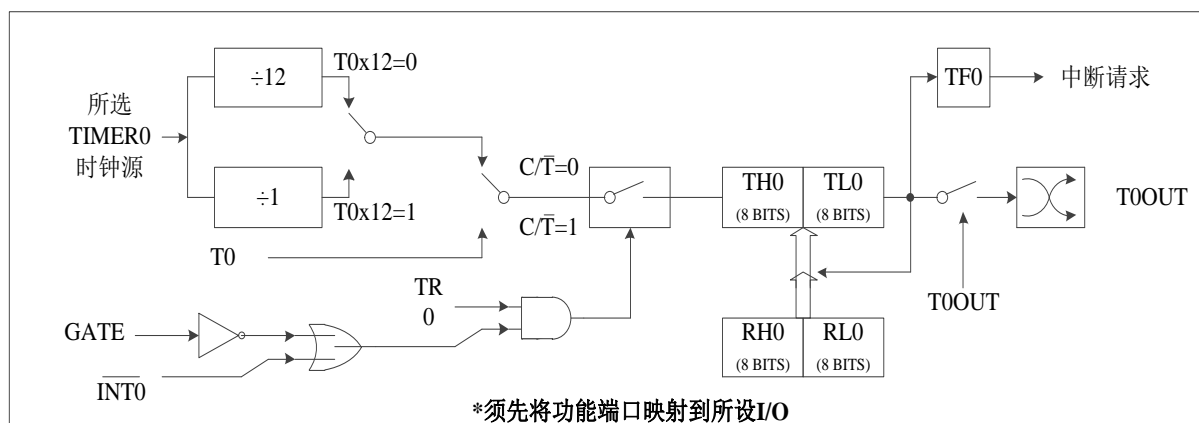 ÷12
T0x12=0
所选
TIMER0
时钟源
÷1
T0x12=1
C/T̅=0
C/T̅=1
T0
TR
0
GATE
I̅N̅T̅0̅
TH0
(8 BITS)
TL0
(8 BITS)
RH0
(8 BITS)
RL0
(8 BITS)
TF0
中断请求
T0OUT
T0OUT
*须先将功能端口映射到所设I/O